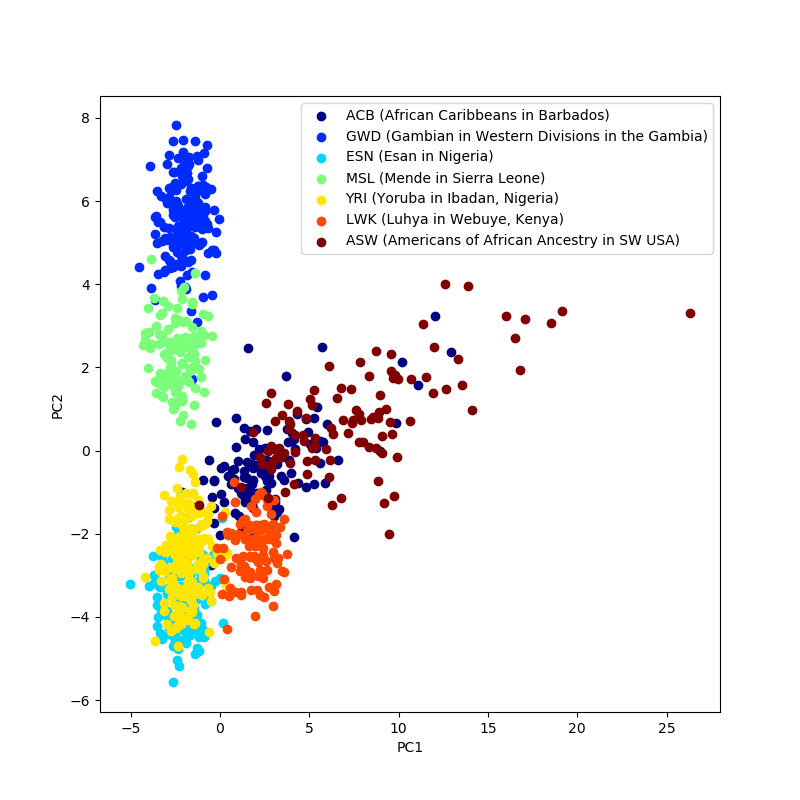 ACB (African Caribbeans in Barbados)
GWD (Gambian in Western Divisions in the Gambia)
ESN (Esan in Nigeria)
MSL (Mende in Sierra Leone)
YRI (Yoruba in Ibadan, Nigeria)
LWK (Luhya in Webuye, Kenya)
ASW (Americans of African Ancestry in SW USA)
8
6
4
2
0
−2
−4
−6
PC2
−5 0 5 10 15 20 25
PC1